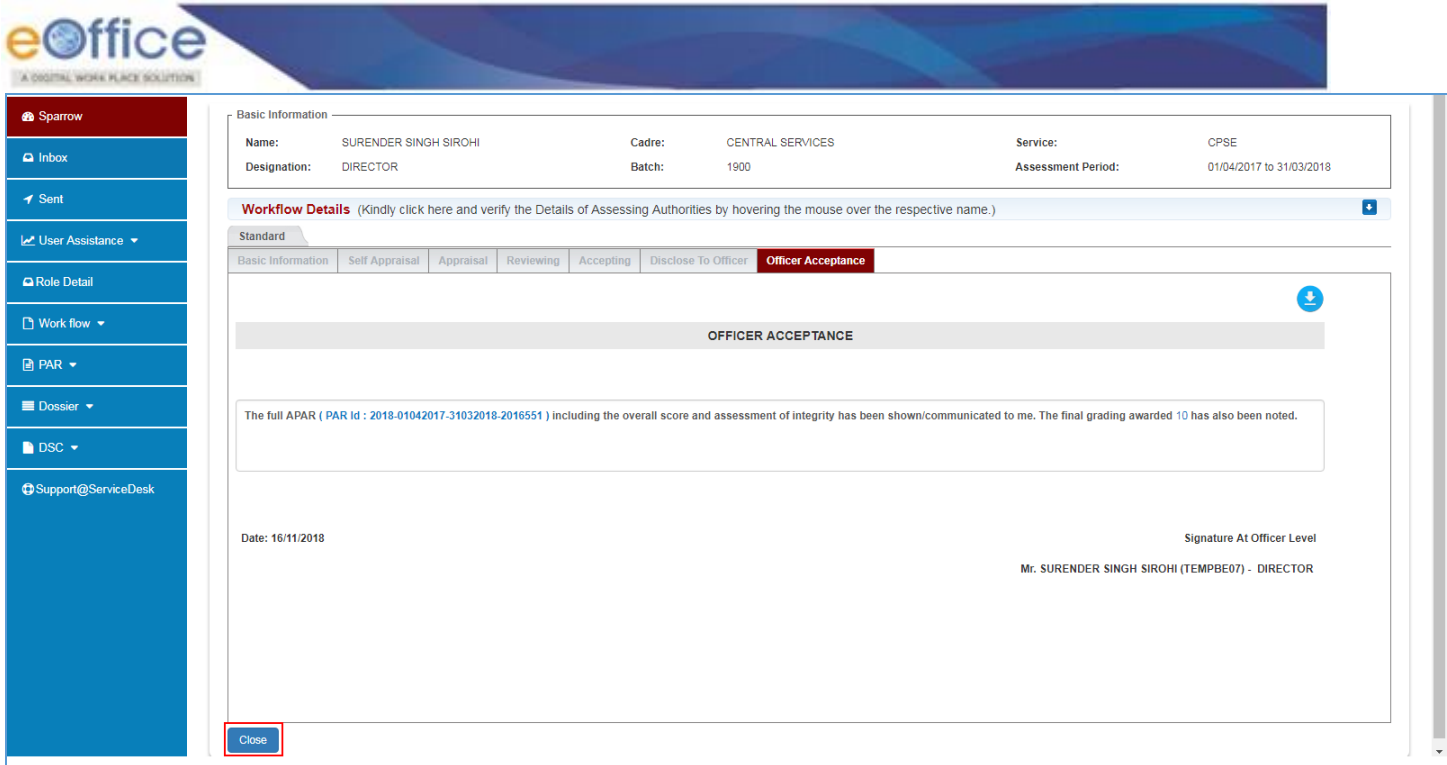 eOffice
A DIGITAL WORK PLACE SOLUTION
Sparrow
Inbox
Sent
User Assistance
Role Detail
Work flow
PAR
Dossier
DSC
Support@ServiceDesk
Basic Information
Name: SURENDER SINGH SIROHI Cadre: CENTRAL SERVICES Service: CPSE
Designation: DIRECTOR Batch: 1900 Assessment Period: 01/04/2017 to 31/03/2018
Workflow Details (Kindly click here and verify the Details of Assessing Authorities by hovering the mouse over the respective name.)
Standard
Basic Information Self Appraisal Appraisal Reviewing Accepting Disclose To Officer Officer Acceptance
OFFICER ACCEPTANCE
The full APAR ( PAR Id : 2018-01042017-31032018-2016551 ) including the overall score and assessment of integrity has been shown/communicated to me. The final grading awarded 10 has also been noted.
Date: 16/11/2018 Signature At Officer Level
Mr. SURENDER SINGH SIROHI (TEMPBE07) - DIRECTOR
Close